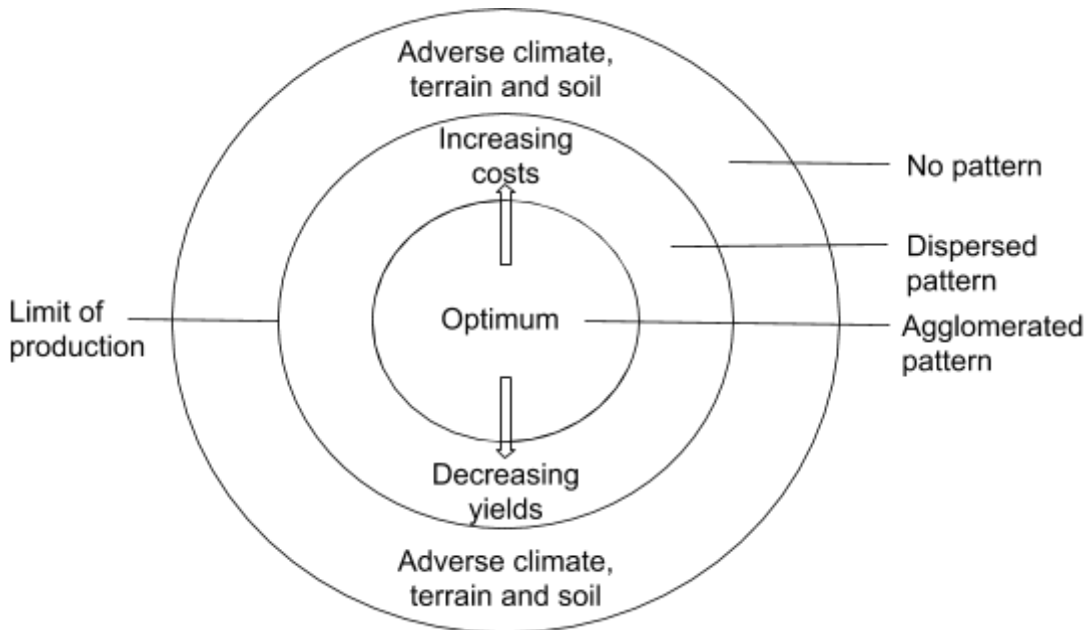 Adverse climate,
terrain and soil
Increasing
costs
No pattern
Dispersed
pattern
Limit of
production
Optimum
Agglomerated
pattern
Decreasing
yields
Adverse climate,
terrain and soil